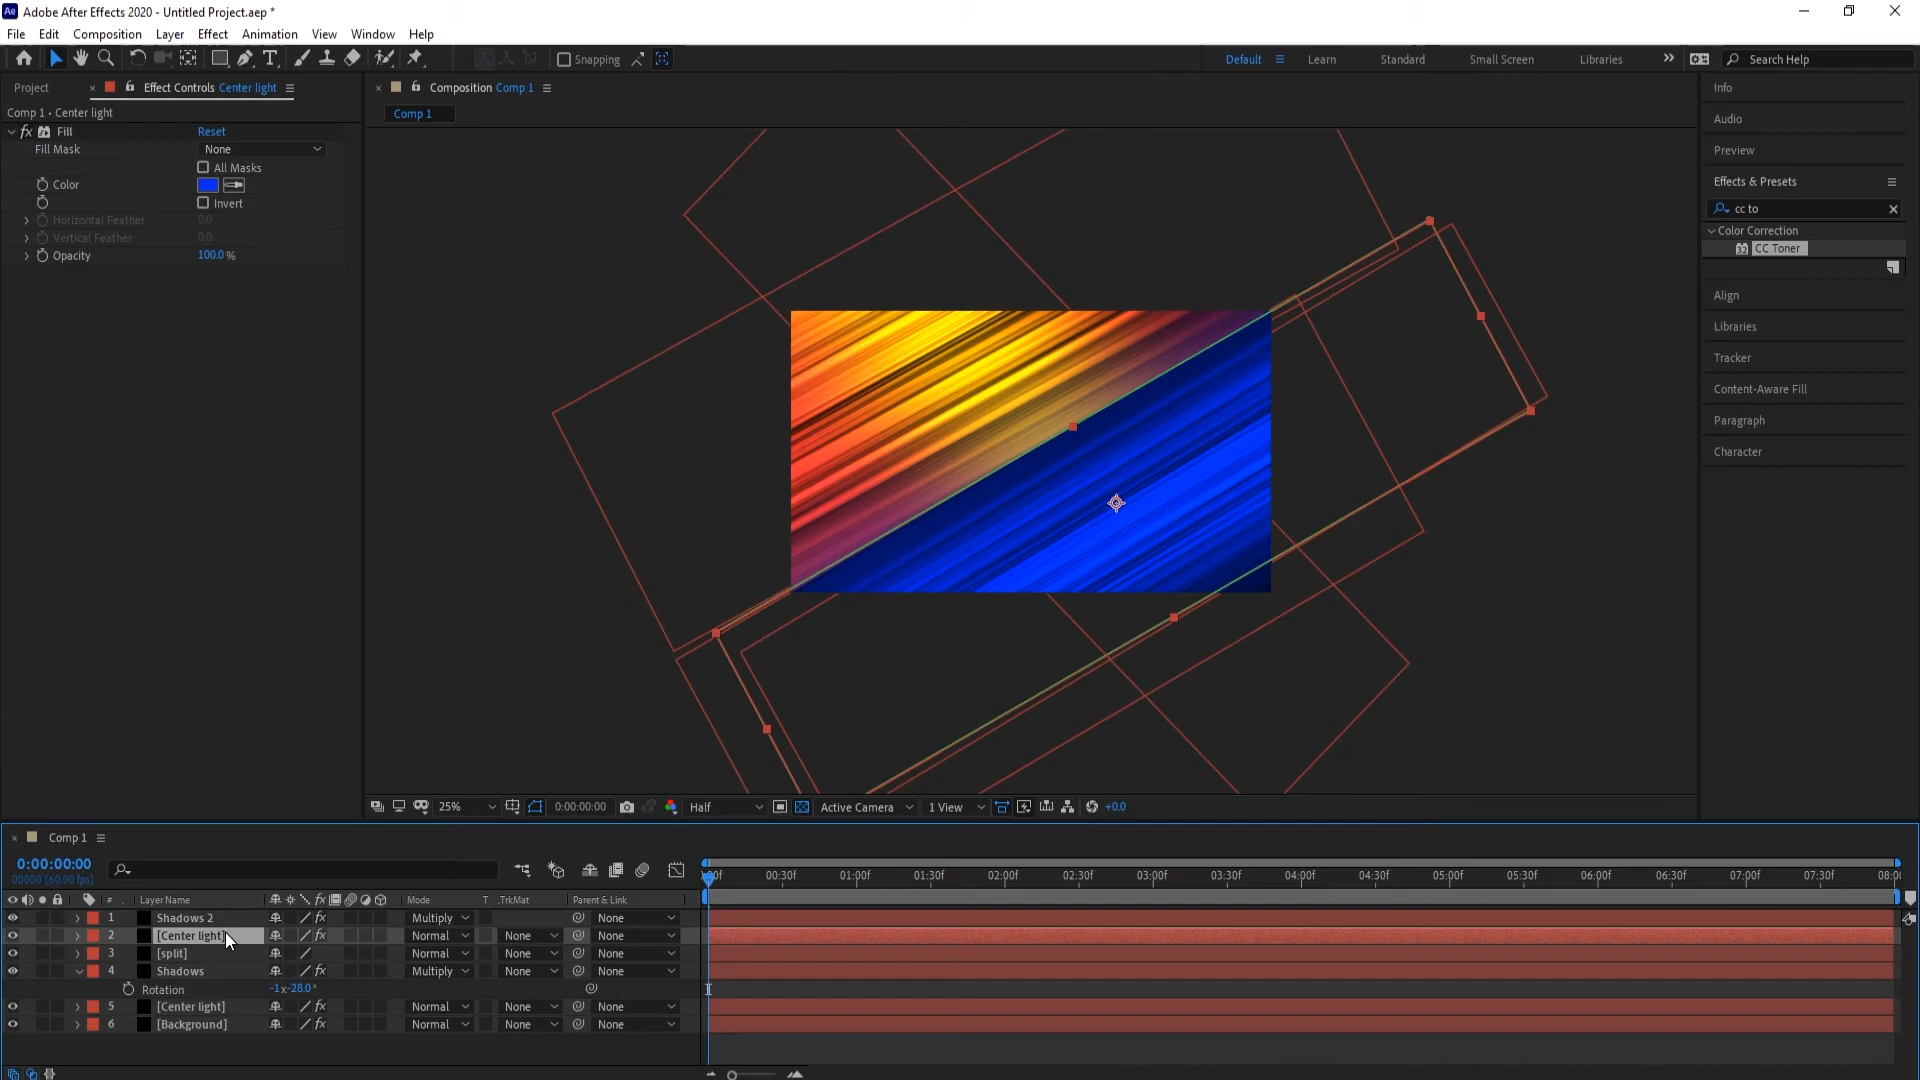 Adobe After Effects 2020 - Untitled Project.aep *
File Edit Composition Layer Effect Animation View Window Help
Snapping
Default Learn Standard Small Screen Libraries Search Help
Project Effect Controls Center light
Comp 1 • Center light
Fill Reset
Fill Mask None
All Masks
Color
Invert
Horizontal Feather 0.0
Vertical Feather 0.0
Opacity 100.0 %
Composition Comp 1
Comp 1
Info
Audio
Preview
Effects & Presets
cc to
Color Correction
CC Toner
Align
Libraries
Tracker
Content-Aware Fill
Paragraph
Character
25% 0:00:00:00 Half Active Camera 1 View +0.0
Comp 1
0:00:00:00
00000 (60.00 fps)
00f 00:30f 01:00f 01:30f 02:00f 02:30f 03:00f 03:30f 04:00f 04:30f 05:00f 05:30f 06:00f 06:30f 07:00f 07:30f 08:0
# Layer Name Mode T .TrkMat Parent & Link
1 Shadows 2 Multiply None
2 [Center light] Normal None None
3 [split] Normal None None
4 Shadows Multiply None None
Rotation -1x-28.0°
5 [Center light] Normal None None
6 [Background] Normal None None